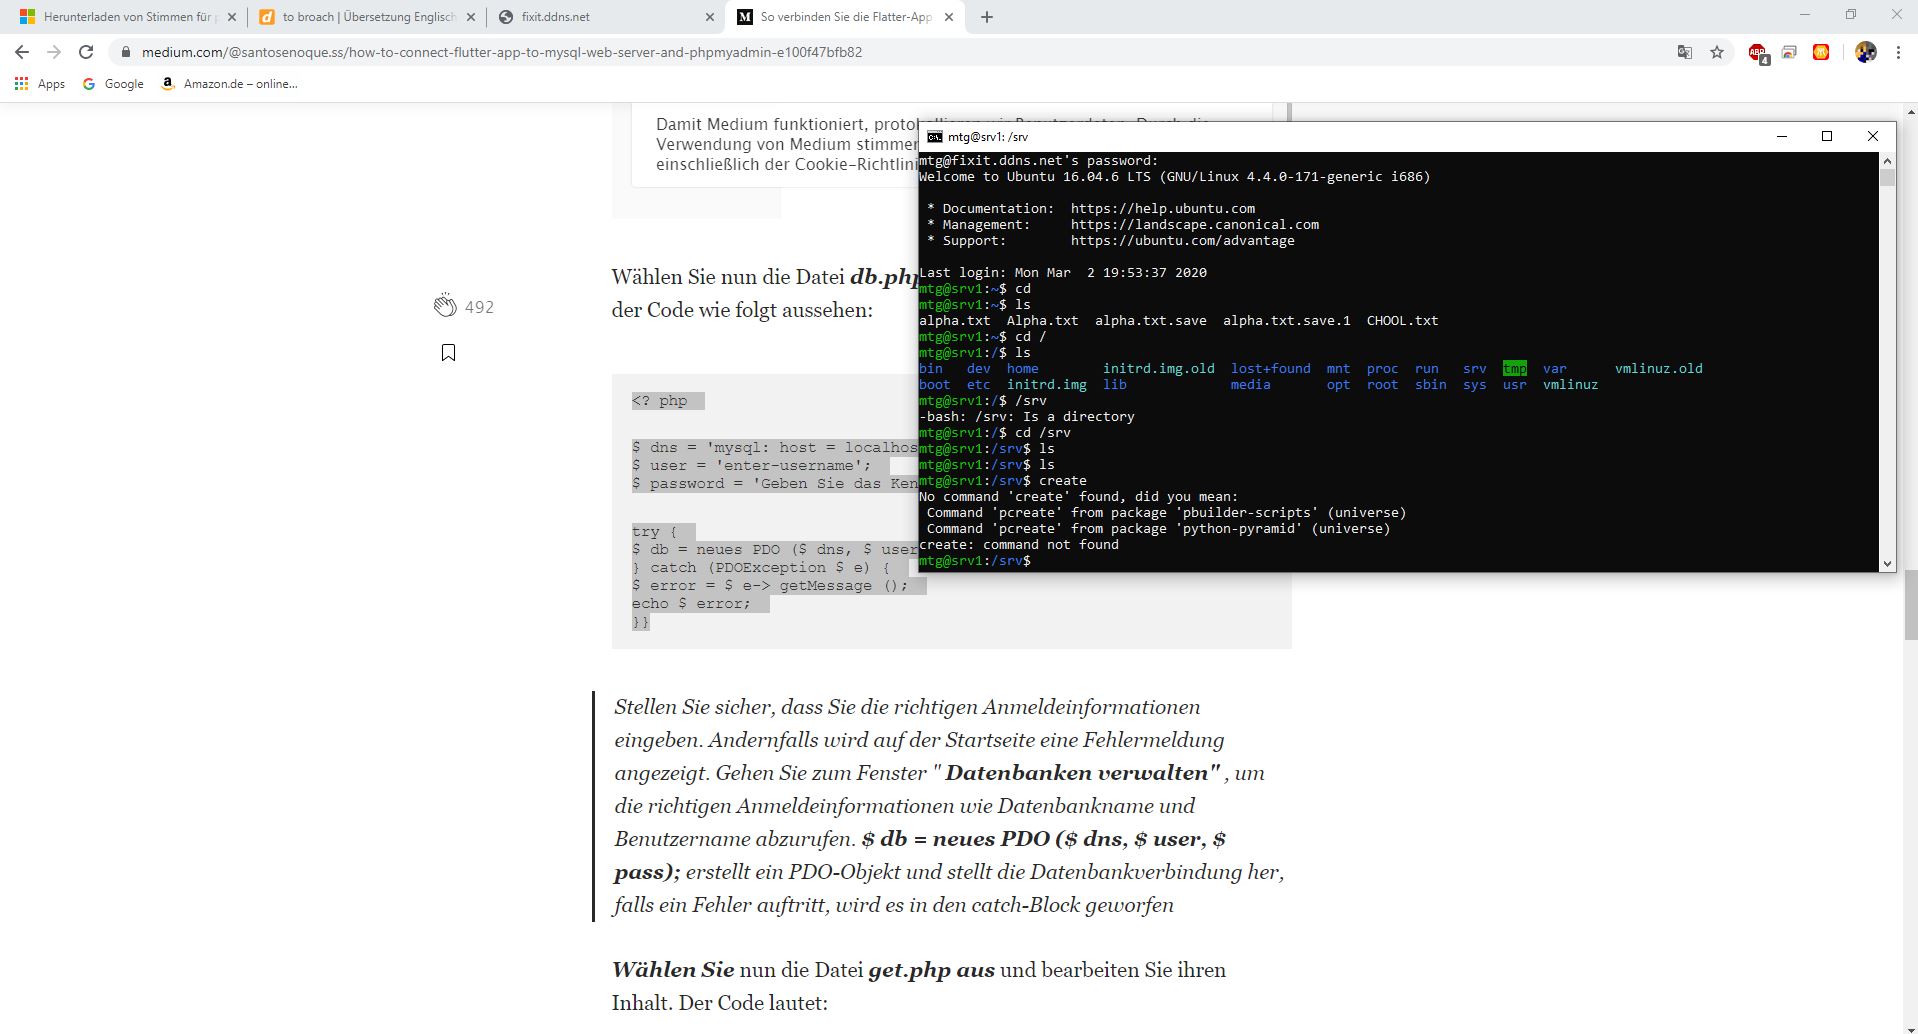 Herunterladen von Stimmen für p
to broach | Übersetzung Englisch
fixit.ddns.net
So verbinden Sie die Flatter-App
medium.com/@santosenoque.ss/how-to-connect-flutter-app-to-mysql-web-server-and-phpmyadmin-e100f47bfb82
ABP 4
Apps Google Amazon.de – online...
Damit Medium funktioniert, protokollieren wir Benutzerdaten. Durch die
Verwendung von Medium stimmen
einschließlich der Cookie-Richtlini
Wählen Sie nun die Datei db.php
der Code wie folgt aussehen:
492
<? php
$ dns = 'mysql: host = localhos
$ user = 'enter-username';
$ password = 'Geben Sie das Ken
try {
$ db = neues PDO ($ dns, $ user
} catch (PDOException $ e) {
$ error = $ e-> getMessage ();
echo $ error;
}}
mtg@srv1: /srv
mtg@fixit.ddns.net's password:
Welcome to Ubuntu 16.04.6 LTS (GNU/Linux 4.4.0-171-generic i686)
* Documentation: https://help.ubuntu.com
* Management: https://landscape.canonical.com
* Support: https://ubuntu.com/advantage
Last login: Mon Mar 2 19:53:37 2020
mtg@srv1:~$ cd
mtg@srv1:~$ ls
alpha.txt Alpha.txt alpha.txt.save alpha.txt.save.1 CHOOL.txt
mtg@srv1:~$ cd /
mtg@srv1:/$ ls
bin dev home initrd.img.old lost+found mnt proc run srv tmp var vmlinuz.old
boot etc initrd.img lib media opt root sbin sys usr vmlinuz
mtg@srv1:/$ /srv
-bash: /srv: Is a directory
mtg@srv1:/$ cd /srv
mtg@srv1:/srv$ ls
mtg@srv1:/srv$ ls
mtg@srv1:/srv$ create
No command 'create' found, did you mean:
Command 'pcreate' from package 'pbuilder-scripts' (universe)
Command 'pcreate' from package 'python-pyramid' (universe)
create: command not found
mtg@srv1:/srv$
Stellen Sie sicher, dass Sie die richtigen Anmeldeinformationen
eingeben. Andernfalls wird auf der Startseite eine Fehlermeldung
angezeigt. Gehen Sie zum Fenster " Datenbanken verwalten" , um
die richtigen Anmeldeinformationen wie Datenbankname und
Benutzername abzurufen. $ db = neues PDO ($ dns, $ user, $
pass); erstellt ein PDO-Objekt und stellt die Datenbankverbindung her,
falls ein Fehler auftritt, wird es in den catch-Block geworfen
Wählen Sie nun die Datei get.php aus und bearbeiten Sie ihren
Inhalt. Der Code lautet: